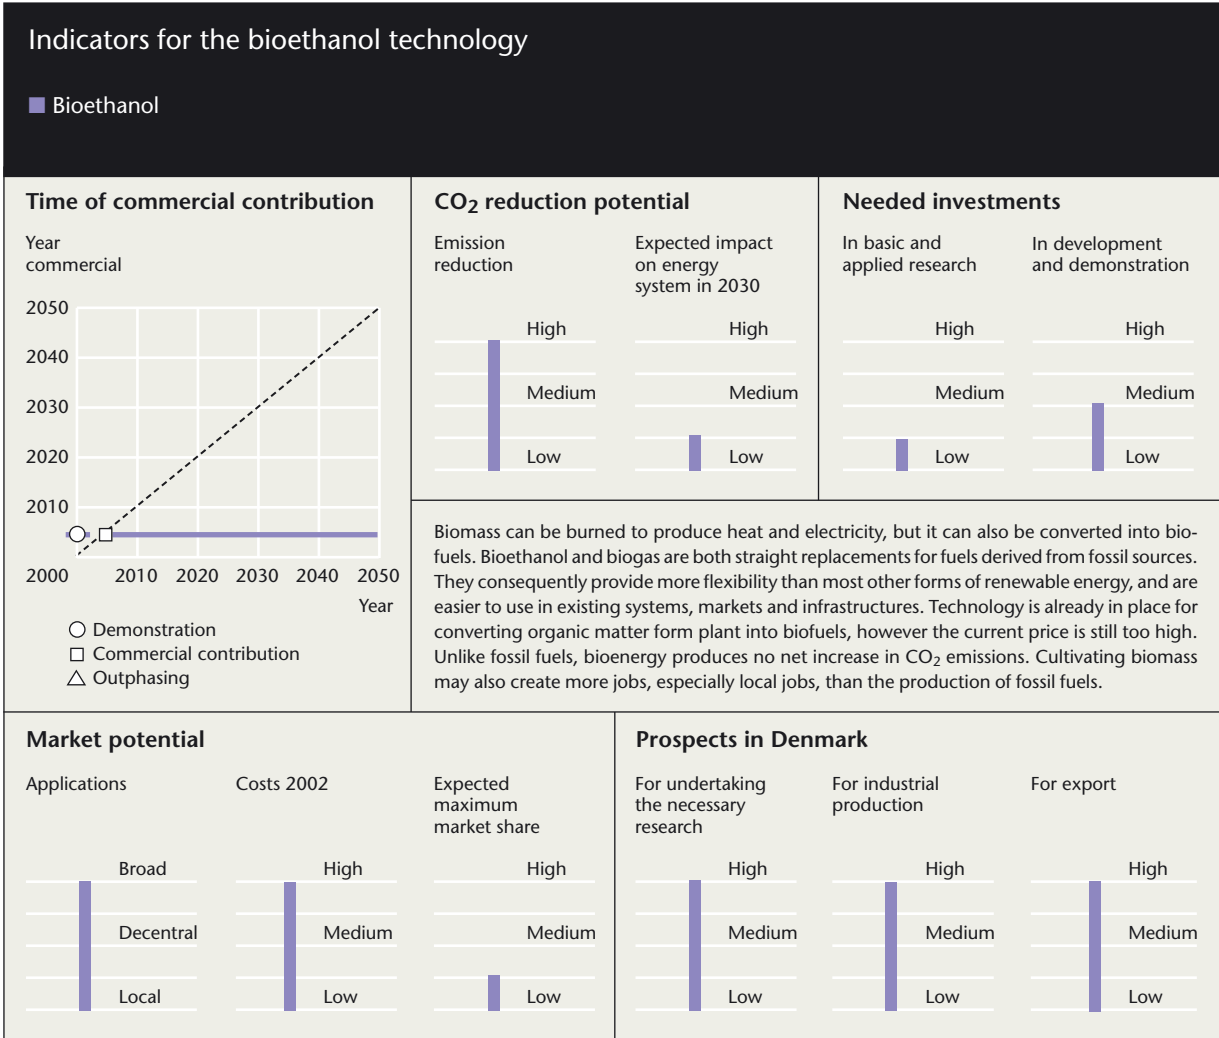 Indicators for the bioethanol technology
Bioethanol
Time of commercial contribution
Year
commercial
2050
2040
2030
2020
2010
2000 2010 2020 2030 2040 2050
Year
Demonstration
Commercial contribution
Outphasing
CO2 reduction potential
Emission
reduction
High
Medium
Low
Expected impact
on energy
system in 2030
High
Medium
Low
Needed investments
In basic and
applied research
High
Medium
Low
In development
and demonstration
High
Medium
Low
Biomass can be burned to produce heat and electricity, but it can also be converted into bio-
fuels. Bioethanol and biogas are both straight replacements for fuels derived from fossil sources.
They consequently provide more flexibility than most other forms of renewable energy, and are
easier to use in existing systems, markets and infrastructures. Technology is already in place for
converting organic matter form plant into biofuels, however the current price is still too high.
Unlike fossil fuels, bioenergy produces no net increase in CO2 emissions. Cultivating biomass
may also create more jobs, especially local jobs, than the production of fossil fuels.
Market potential
Applications
Broad
Decentral
Local
Costs 2002
High
Medium
Low
Expected
maximum
market share
High
Medium
Low
Prospects in Denmark
For undertaking
the necessary
research
High
Medium
Low
For industrial
production
High
Medium
Low
For export
High
Medium
Low